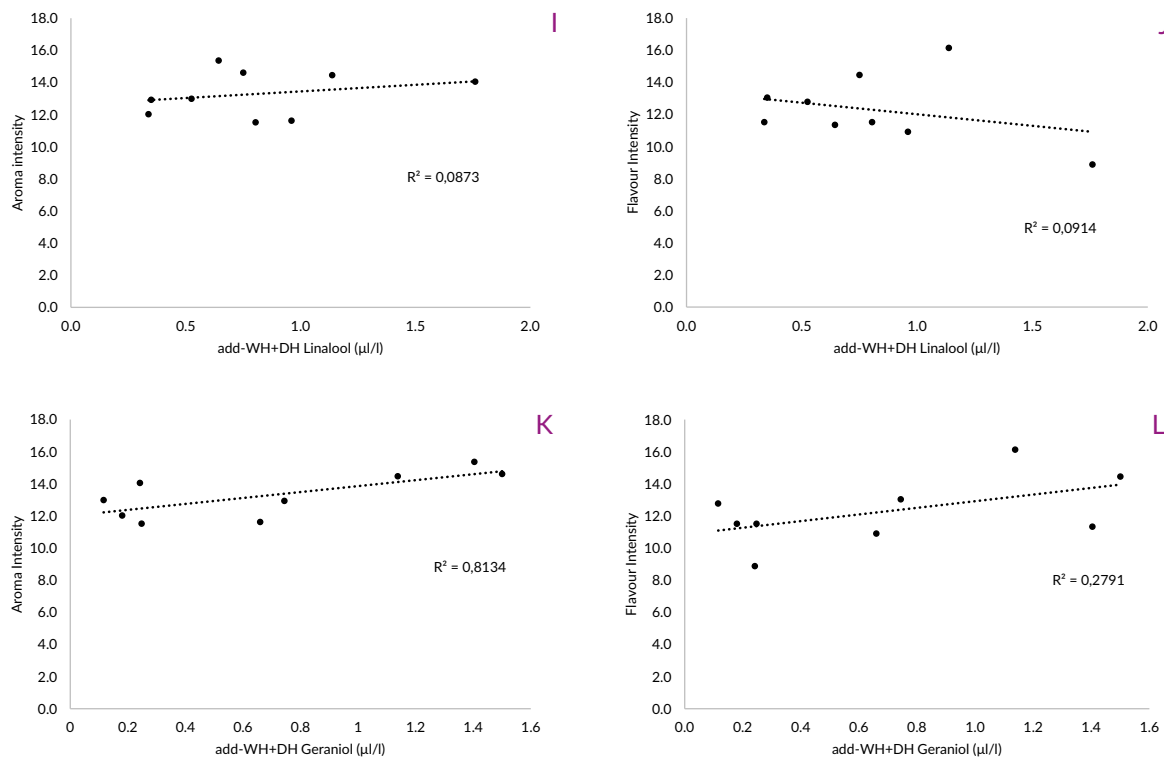 I
18.0
16.0
14.0
12.0
10.0
8.0
6.0
4.0
2.0
0.0
Aroma intensity
R² = 0,0873
0.0 0.5 1.0 1.5 2.0
add-WH+DH Linalool (µl/l)
J
18.0
16.0
14.0
12.0
10.0
8.0
6.0
4.0
2.0
0.0
Flavour Intensity
R² = 0,0914
0.0 0.5 1.0 1.5 2.0
add-WH+DH Linalool (µl/l)
K
18.0
16.0
14.0
12.0
10.0
8.0
6.0
4.0
2.0
0.0
Aroma Intensity
R² = 0,8134
0 0.2 0.4 0.6 0.8 1 1.2 1.4 1.6
add-WH+DH Geraniol (µl/l)
L
18.0
16.0
14.0
12.0
10.0
8.0
6.0
4.0
2.0
0.0
Flavour Intensity
R² = 0,2791
0.0 0.2 0.4 0.6 0.8 1.0 1.2 1.4 1.6
add-WH+DH Geraniol (µl/l)